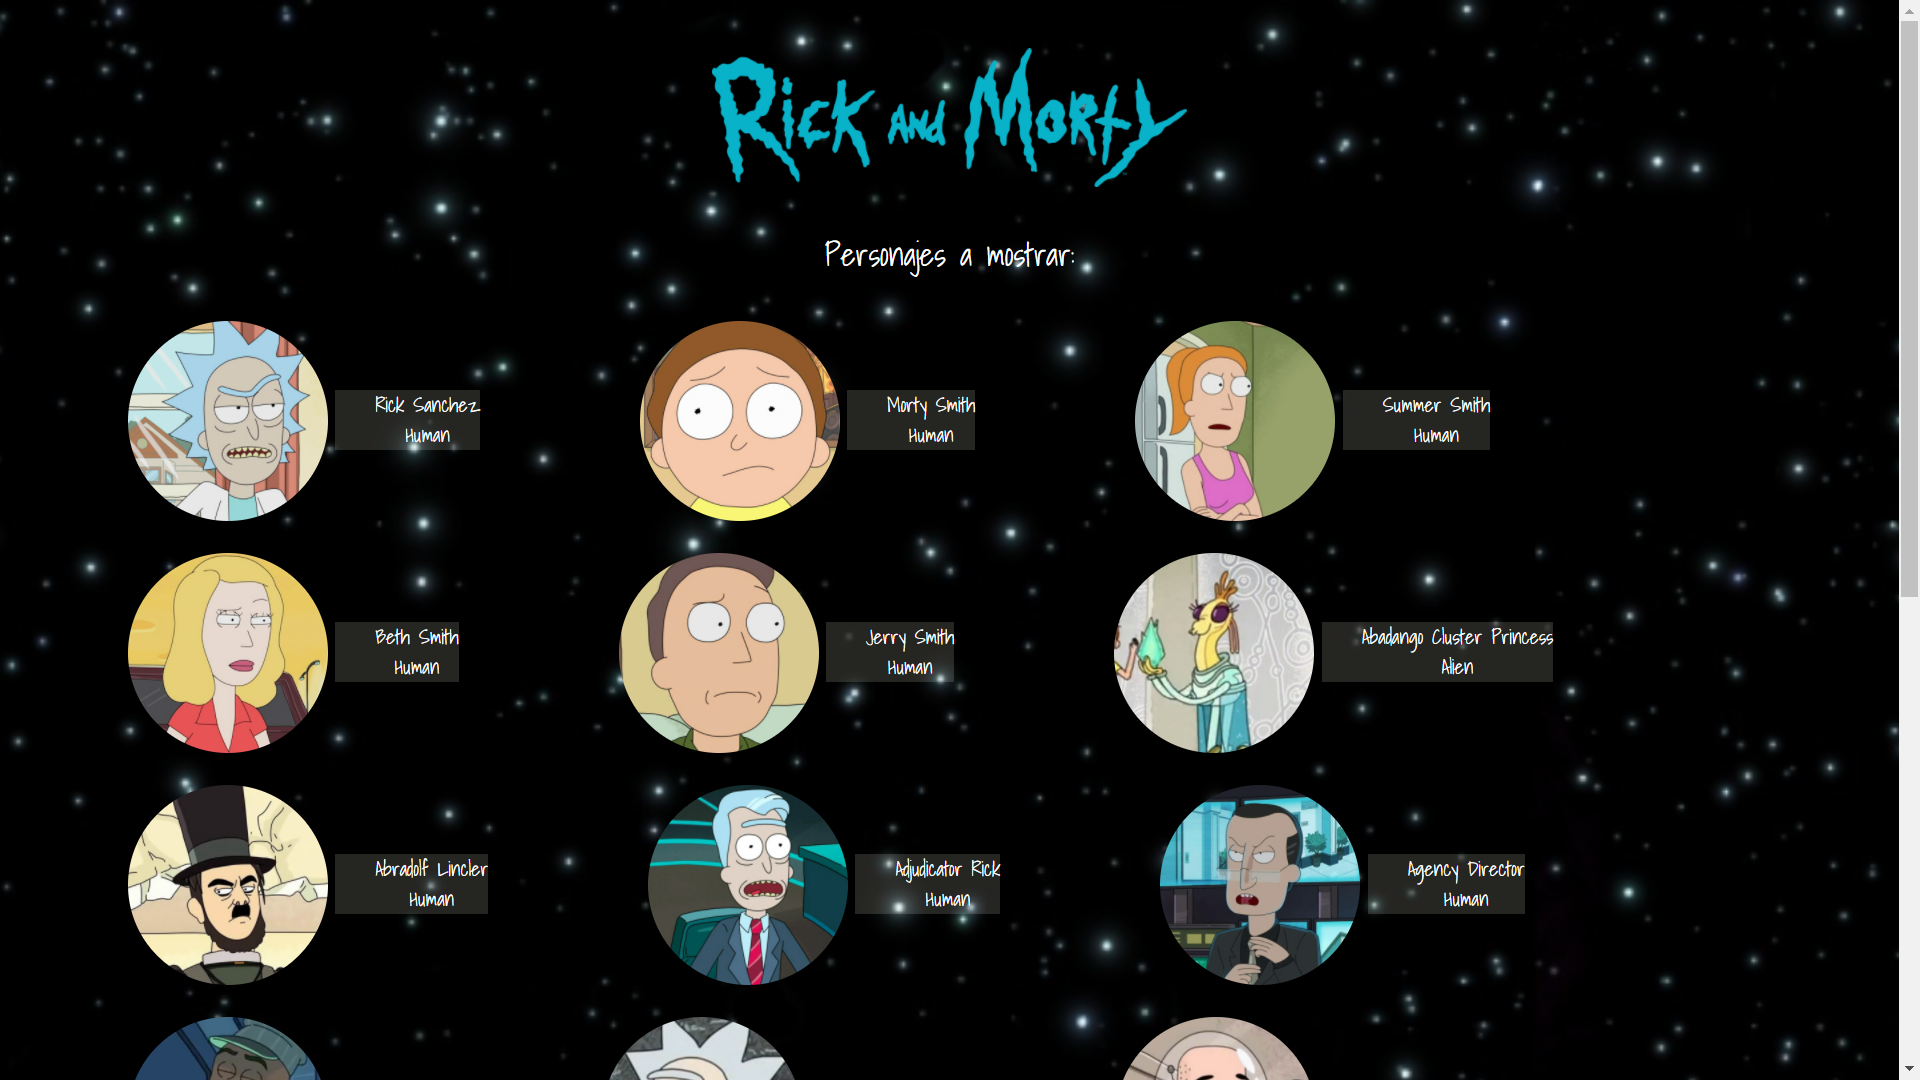 Rick and Morty
Personajes a mostrar:
Rick Sanchez
Human
Morty Smith
Human
Summer Smith
Human
Beth Smith
Human
Jerry Smith
Human
Abadango Cluster Princess
Alien
Abradolf Lincler
Human
Adjudicator Rick
Human
Agency Director
Human